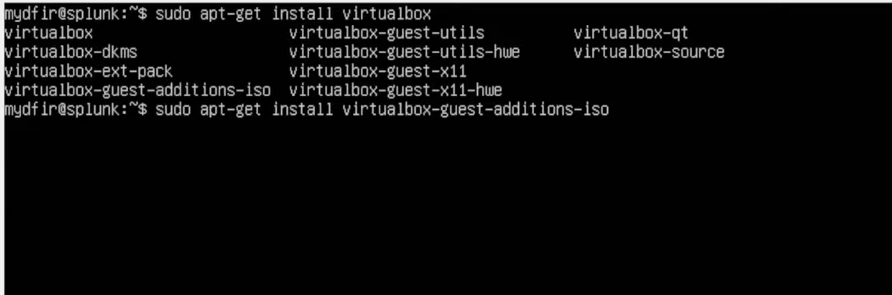 mydfir@splunk:~$ sudo apt-get install virtualbox
virtualbox virtualbox-guest-utils virtualbox-qt
virtualbox-dkms virtualbox-guest-utils-hwe virtualbox-source
virtualbox-ext-pack virtualbox-guest-x11
virtualbox-guest-additions-iso virtualbox-guest-x11-hwe
mydfir@splunk:~$ sudo apt-get install virtualbox-guest-additions-iso